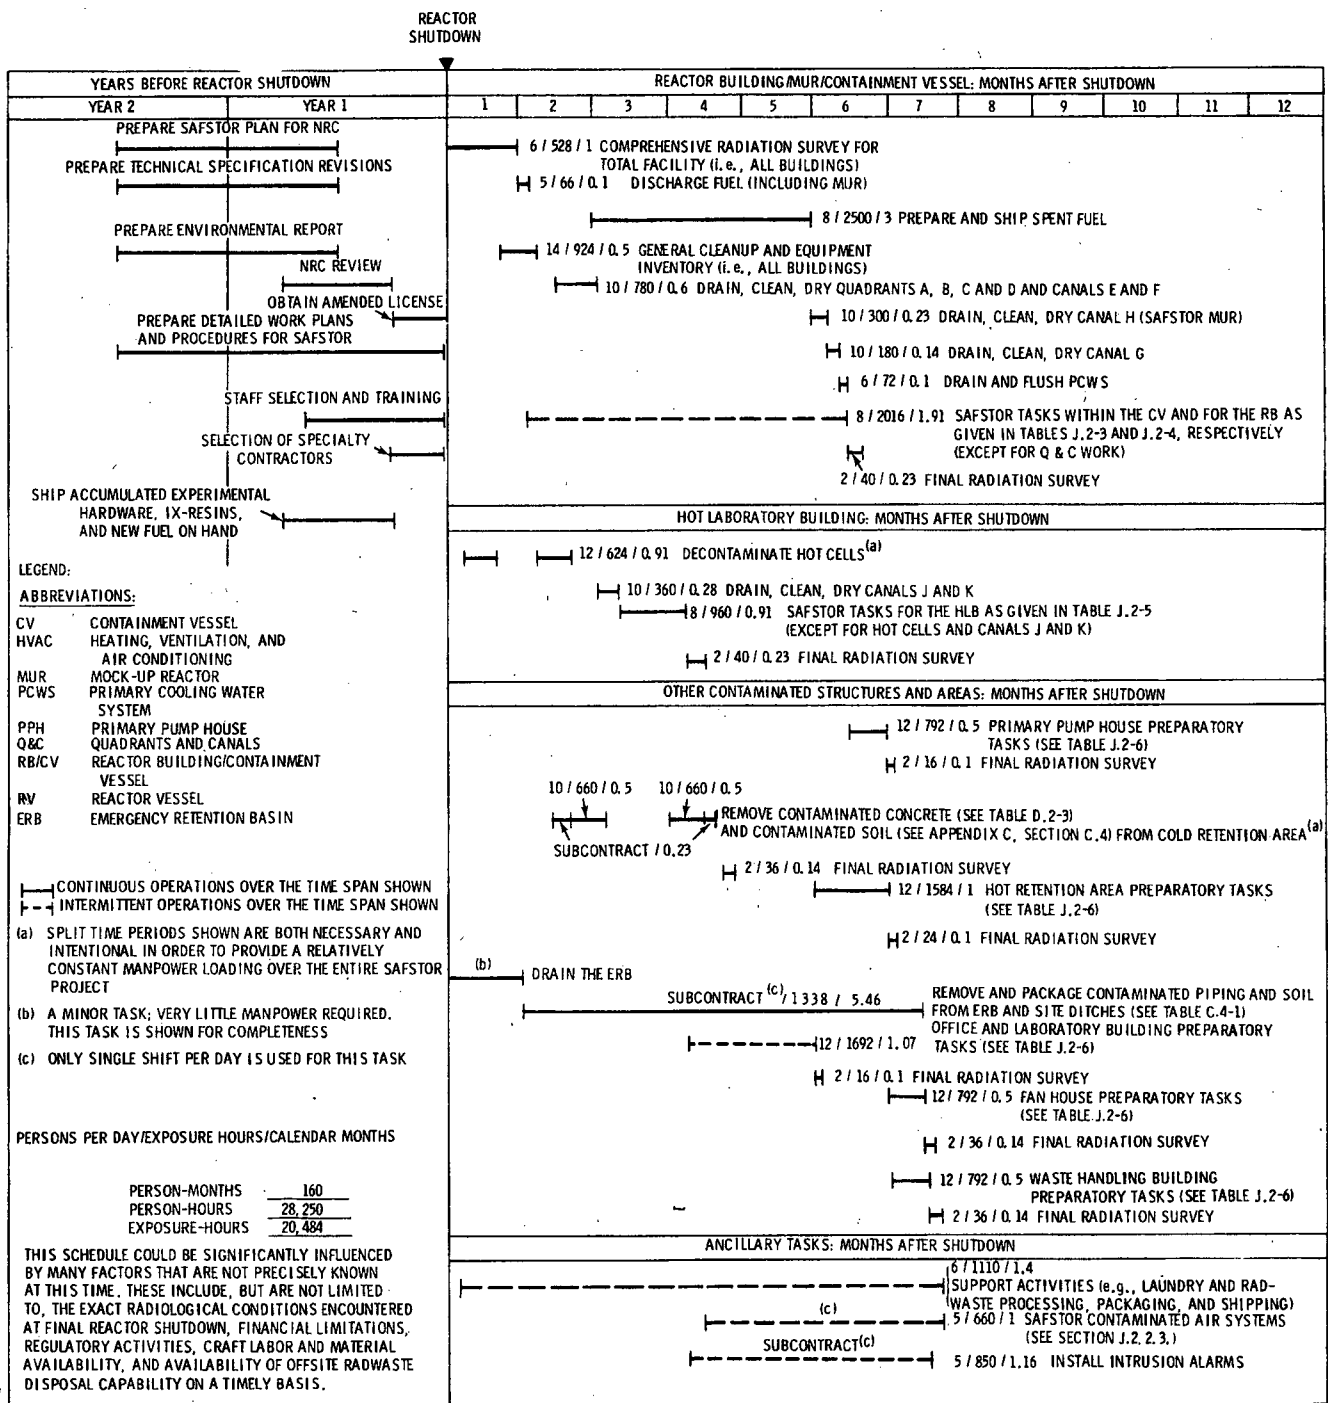 REACTOR
SHUTDOWN
YEARS BEFORE REACTOR SHUTDOWN
YEAR 2
YEAR 1
PREPARE SAFSTOR PLAN FOR NRC
PREPARE TECHNICAL SPECIFICATION REVISIONS
PREPARE ENVIRONMENTAL REPORT
NRC REVIEW
OBTAIN AMENDED LICENSE
PREPARE DETAILED WORK PLANS
AND PROCEDURES FOR SAFSTOR
STAFF SELECTION AND TRAINING
SELECTION OF SPECIALTY
CONTRACTORS
SHIP ACCUMULATED EXPERIMENTAL
HARDWARE, IX-RESINS,
AND NEW FUEL ON HAND
LEGEND:
ABBREVIATIONS:
CV CONTAINMENT VESSEL
HVAC HEATING, VENTILATION, AND
AIR CONDITIONING
MUR MOCK-UP REACTOR
PCWS PRIMARY COOLING WATER
SYSTEM
PPH PRIMARY PUMP HOUSE
Q&C QUADRANTS AND CANALS
RB/CV REACTOR BUILDING/CONTAINMENT
VESSEL
RV REACTOR VESSEL
ERB EMERGENCY RETENTION BASIN
CONTINUOUS OPERATIONS OVER THE TIME SPAN SHOWN
INTERMITTENT OPERATIONS OVER THE TIME SPAN SHOWN
(a) SPLIT TIME PERIODS SHOWN ARE BOTH NECESSARY AND
INTENTIONAL IN ORDER TO PROVIDE A RELATIVELY
CONSTANT MANPOWER LOADING OVER THE ENTIRE SAFSTOR
PROJECT
(b) A MINOR TASK; VERY LITTLE MANPOWER REQUIRED.
THIS TASK IS SHOWN FOR COMPLETENESS
(c) ONLY SINGLE SHIFT PER DAY IS USED FOR THIS TASK
PERSONS PER DAY/EXPOSURE HOURS/CALENDAR MONTHS
PERSON-MONTHS 160
PERSON-HOURS 28,250
EXPOSURE-HOURS 20,484
THIS SCHEDULE COULD BE SIGNIFICANTLY INFLUENCED
BY MANY FACTORS THAT ARE NOT PRECISELY KNOWN
AT THIS TIME. THESE INCLUDE, BUT ARE NOT LIMITED
TO, THE EXACT RADIOLOGICAL CONDITIONS ENCOUNTERED
AT FINAL REACTOR SHUTDOWN, FINANCIAL LIMITATIONS,
REGULATORY ACTIVITIES, CRAFT LABOR AND MATERIAL
AVAILABILITY, AND AVAILABILITY OF OFFSITE RADWASTE
DISPOSAL CAPABILITY ON A TIMELY BASIS.
REACTOR BUILDING/MUR/CONTAINMENT VESSEL: MONTHS AFTER SHUTDOWN
1 2 3 4 5 6 7 8 9 10 11 12
6 / 528 / 1 COMPREHENSIVE RADIATION SURVEY FOR
TOTAL FACILITY (i.e., ALL BUILDINGS)
5 / 66 / 0.1 DISCHARGE FUEL (INCLUDING MUR)
8 / 2500 / 3 PREPARE AND SHIP SPENT FUEL
14 / 924 / 0.5 GENERAL CLEANUP AND EQUIPMENT
INVENTORY (i.e., ALL BUILDINGS)
10 / 780 / 0.6 DRAIN, CLEAN, DRY QUADRANTS A, B, C AND D AND CANALS E AND F
10 / 300 / 0.23 DRAIN, CLEAN, DRY CANAL H (SAFSTOR MUR)
10 / 180 / 0.14 DRAIN, CLEAN, DRY CANAL G
6 / 72 / 0.1 DRAIN AND FLUSH PCWS
8 / 2016 / 1.91 SAFSTOR TASKS WITHIN THE CV AND FOR THE RB AS
GIVEN IN TABLES J.2-3 AND J.2-4, RESPECTIVELY
(EXCEPT FOR Q & C WORK)
2 / 40 / 0.23 FINAL RADIATION SURVEY
HOT LABORATORY BUILDING: MONTHS AFTER SHUTDOWN
12 / 624 / 0.91 DECONTAMINATE HOT CELLS(a)
10 / 360 / 0.28 DRAIN, CLEAN, DRY CANALS J AND K
8 / 960 / 0.91 SAFSTOR TASKS FOR THE HLB AS GIVEN IN TABLE J.2-5
(EXCEPT FOR HOT CELLS AND CANALS J AND K)
2 / 40 / 0.23 FINAL RADIATION SURVEY
OTHER CONTAMINATED STRUCTURES AND AREAS: MONTHS AFTER SHUTDOWN
12 / 792 / 0.5 PRIMARY PUMP HOUSE PREPARATORY
TASKS (SEE TABLE J.2-6)
2 / 16 / 0.1 FINAL RADIATION SURVEY
10 / 660 / 0.5 10 / 660 / 0.5
REMOVE CONTAMINATED CONCRETE (SEE TABLE D.2-3)
AND CONTAMINATED SOIL (SEE APPENDIX C, SECTION C.4) FROM COLD RETENTION AREA(a)
SUBCONTRACT / 0.23
2 / 36 / 0.14 FINAL RADIATION SURVEY
12 / 1584 / 1 HOT RETENTION AREA PREPARATORY TASKS
(SEE TABLE J.2-6)
2 / 24 / 0.1 FINAL RADIATION SURVEY
(b) DRAIN THE ERB
SUBCONTRACT (c) / 1338 / 5.46 REMOVE AND PACKAGE CONTAMINATED PIPING AND SOIL
FROM ERB AND SITE DITCHES (SEE TABLE C.4-1)
12 / 1692 / 1.07 OFFICE AND LABORATORY BUILDING PREPARATORY
TASKS (SEE TABLE J.2-6)
2 / 16 / 0.1 FINAL RADIATION SURVEY
12 / 792 / 0.5 FAN HOUSE PREPARATORY TASKS
(SEE TABLE J.2-6)
2 / 36 / 0.14 FINAL RADIATION SURVEY
12 / 792 / 0.5 WASTE HANDLING BUILDING
PREPARATORY TASKS (SEE TABLE J.2-6)
2 / 36 / 0.14 FINAL RADIATION SURVEY
ANCILLARY TASKS: MONTHS AFTER SHUTDOWN
6 / 1110 / 1.4
SUPPORT ACTIVITIES (e.g., LAUNDRY AND RAD-
WASTE PROCESSING, PACKAGING, AND SHIPPING)
(c) 5 / 660 / 1 SAFSTOR CONTAMINATED AIR SYSTEMS
(SEE SECTION J.2.2.3.)
SUBCONTRACT(c)
5 / 850 / 1.16 INSTALL INTRUSION ALARMS